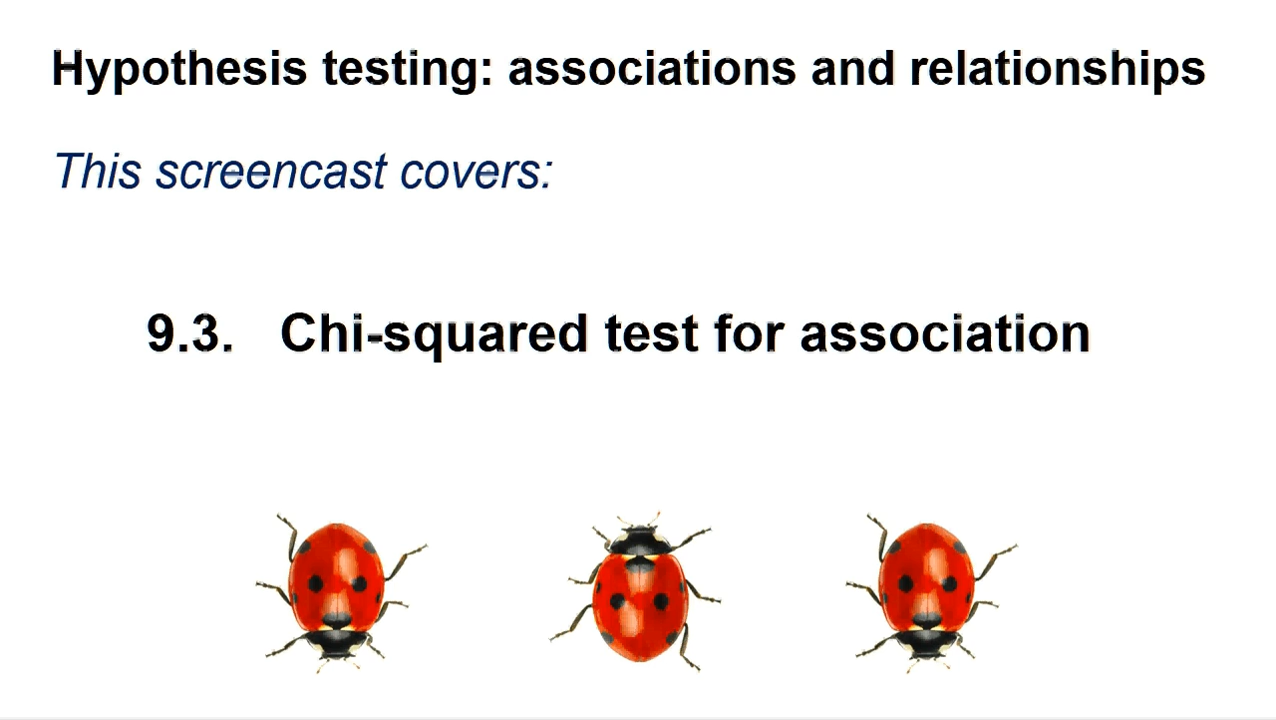 Hypothesis testing: associations and relationships
This screencast covers:
9.3. Chi-squared test for association